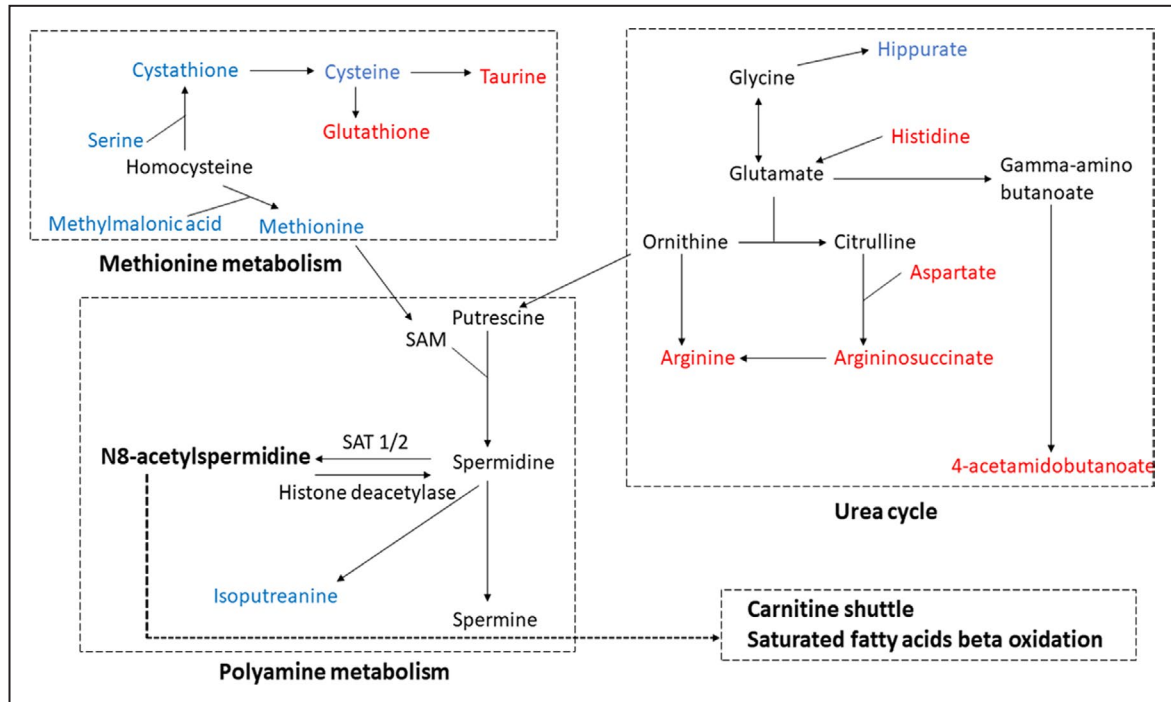 Cystathione
Cysteine
Taurine
Glutathione
Serine
Homocysteine
Methylmalonic acid
Methionine
Methionine metabolism
Hippurate
Glycine
Histidine
Glutamate
Gamma-amino
butanoate
Ornithine
Citrulline
Aspartate
Arginine
Argininosuccinate
4-acetamidobutanoate
Urea cycle
Putrescine
SAM
SAT 1/2
N8-acetylspermidine
Spermidine
Histone deacetylase
Isoputreanine
Spermine
Polyamine metabolism
Carnitine shuttle
Saturated fatty acids beta oxidation